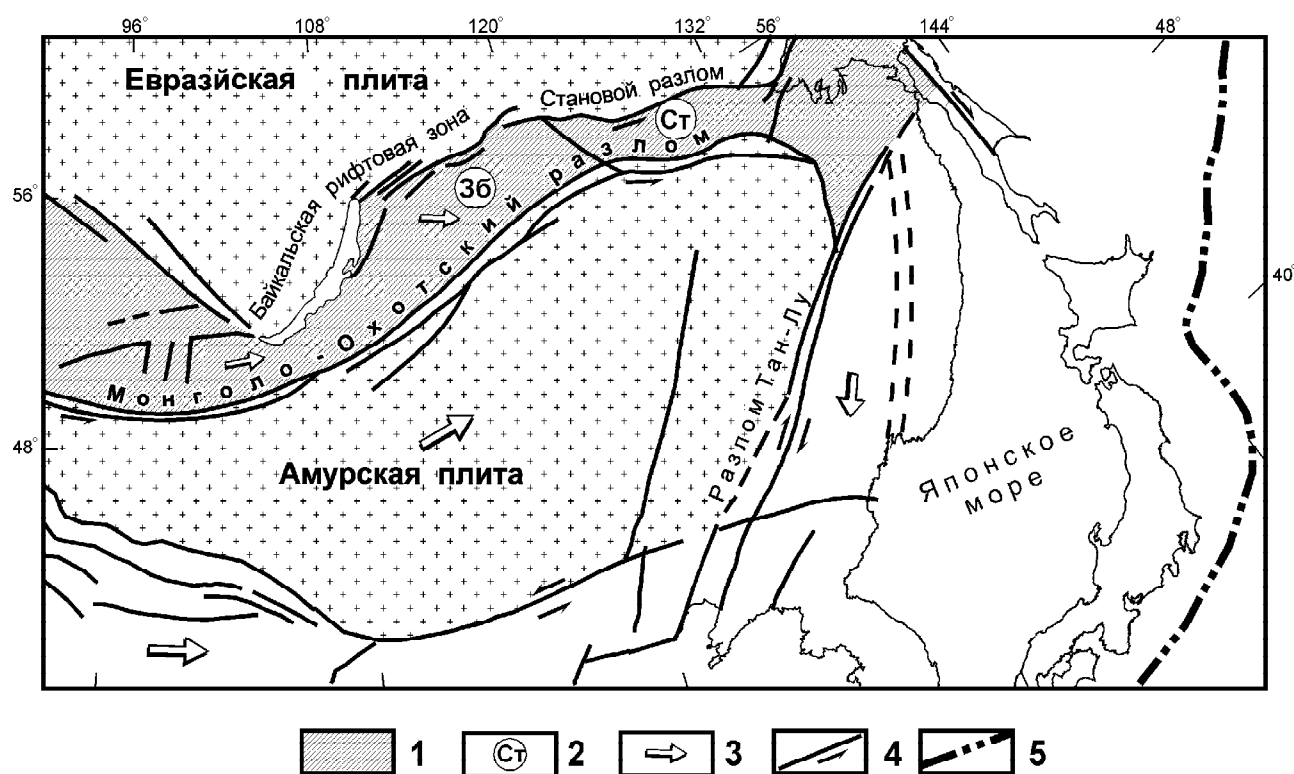 96° 108° 120° 132° 56° 144° 48°
Евразйская плита
Становой разлом
Ст
Байкальская рифтовая зона
Зб
56°
40°
Монголо-Охотский разлом
Разлом Тан-Лу
48°
Амурская плита
Японское
море
1 Ст 2 3 4 5